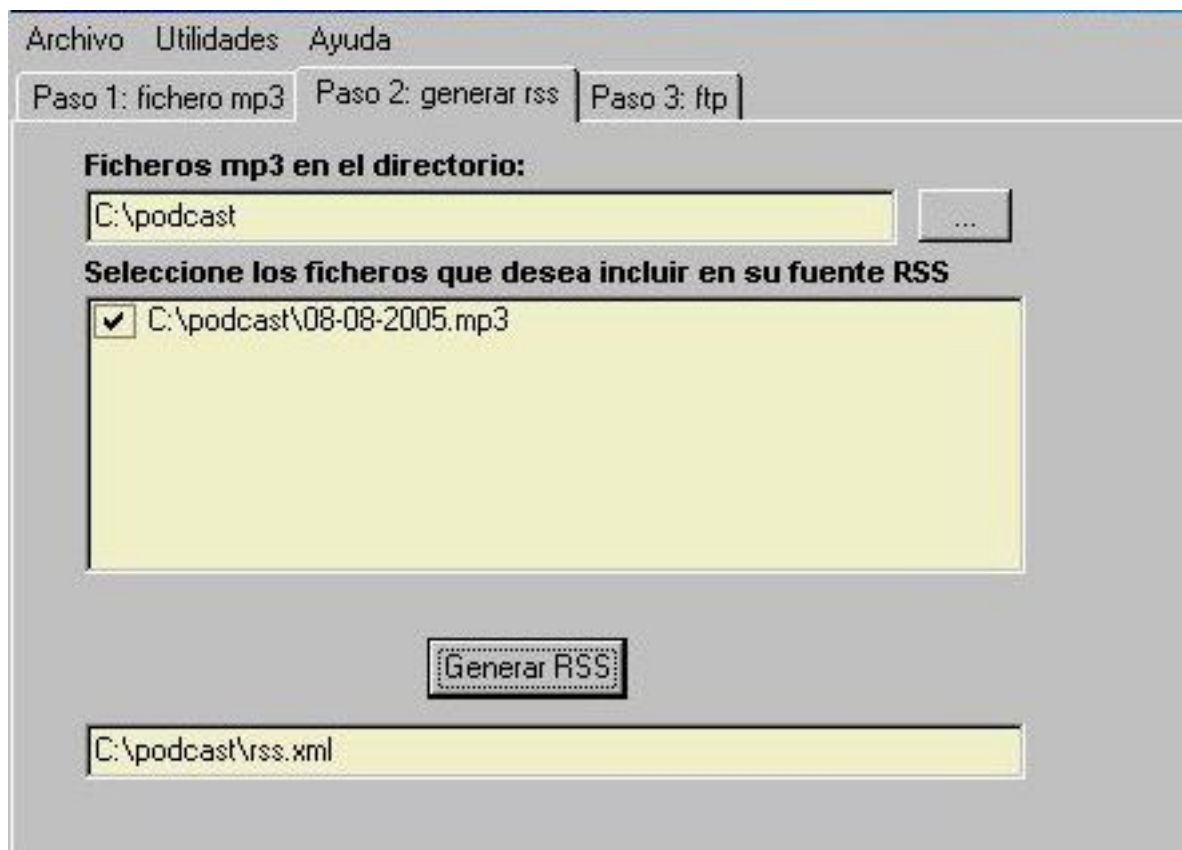 Archivo Utilidades Ayuda
Paso 1: fichero mp3 Paso 2: generar rss Paso 3: ftp
Ficheros mp3 en el directorio:
C:\podcast ...
Seleccione los ficheros que desea incluir en su fuente RSS
C:\podcast\08-08-2005.mp3
Generar RSS
C:\podcast\rss.xml